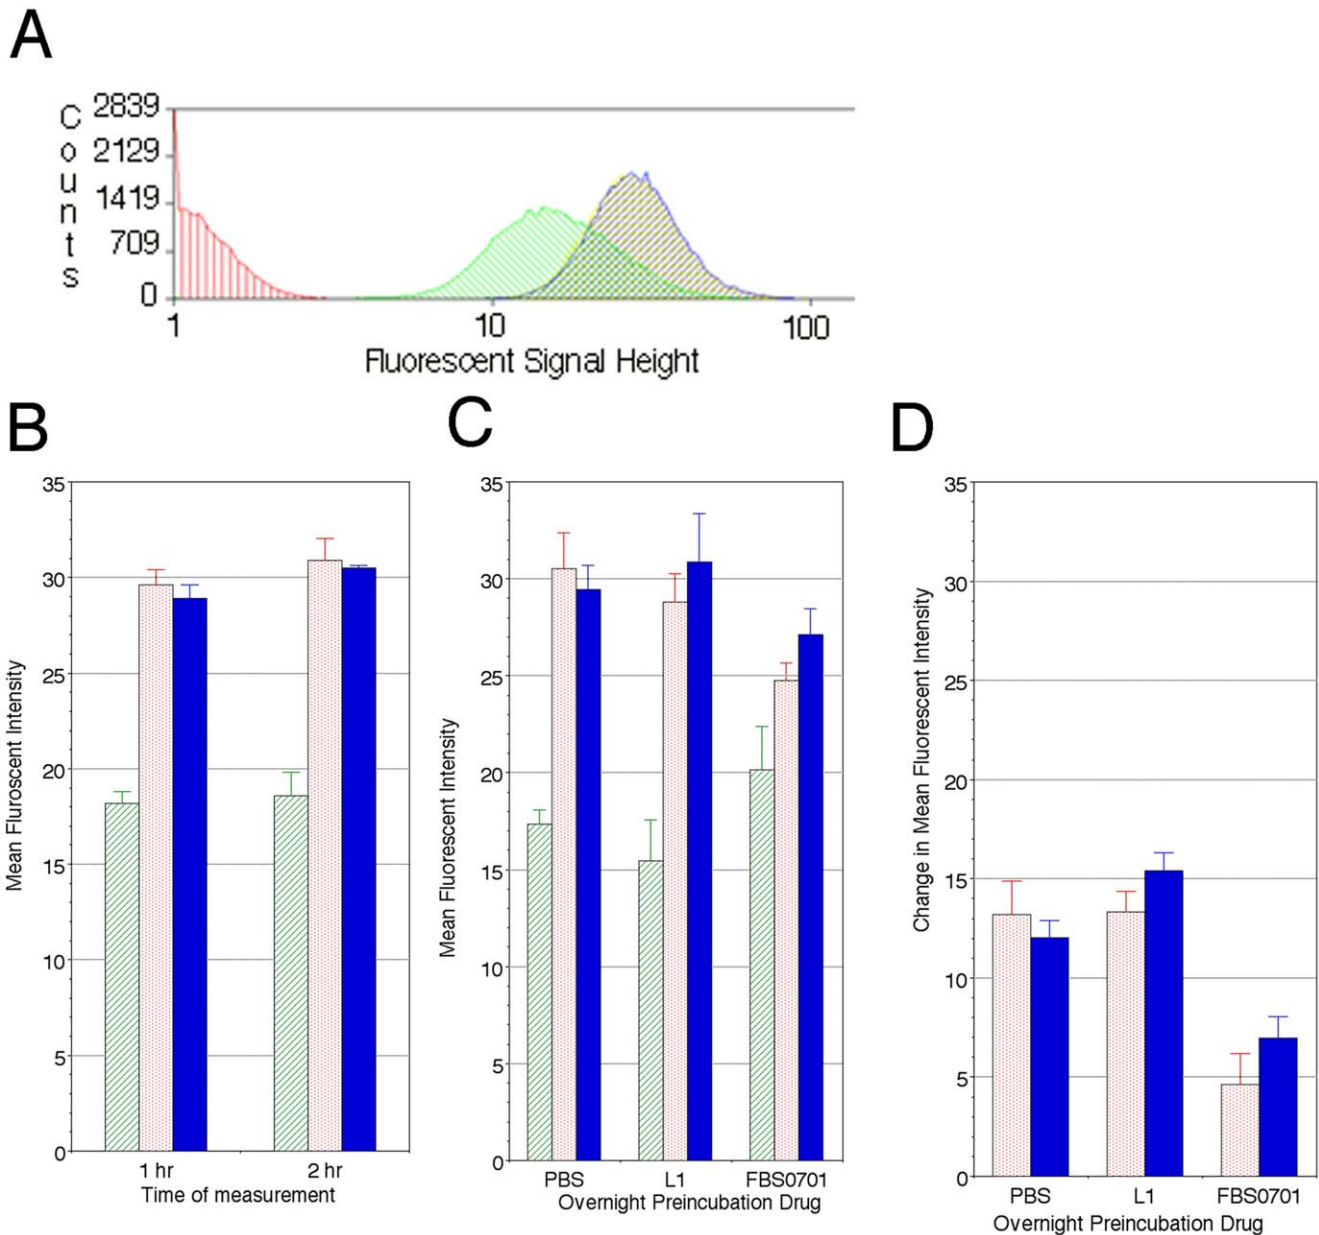 A
Counts
2839
2129
1419
709
0
1 10 100
Fluorescent Signal Height
B
35
30
25
20
15
10
5
0
Mean Fluroscent Intensity
1 hr 2 hr
Time of measurement
C
35
30
25
20
15
10
5
0
Mean Fluorescent Intensity
PBS L1 FBS0701
Overnight Preincubation Drug
D
35
30
25
20
15
10
5
0
Change in Mean Fluorescent Intensity
PBS L1 FBS0701
Overnight Preincubation Drug